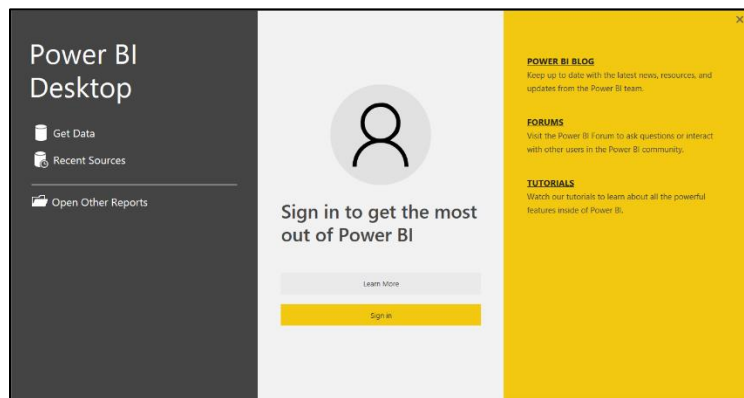 Power BI
Desktop
Get Data
Recent Sources
Open Other Reports
Sign in to get the most
out of Power BI
Learn More
Sign in
POWER BI BLOG
Keep up to date with the latest news, resources, and
updates from the Power BI team.
FORUMS
Visit the Power BI Forum to ask questions or interact
with other users in the Power BI community.
TUTORIALS
Watch our tutorials to learn about all the powerful
features inside of Power BI.